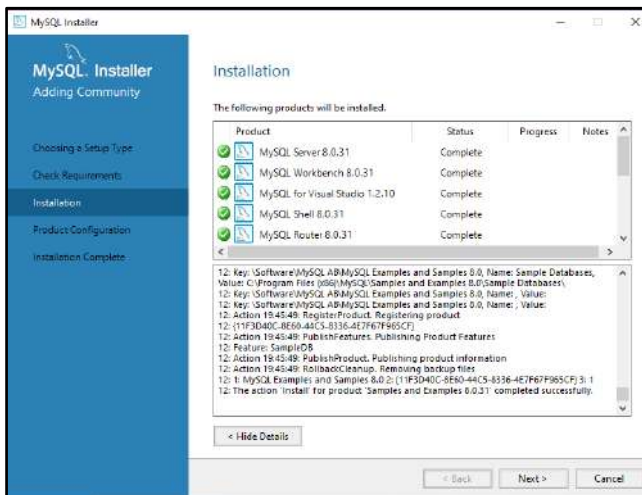 MySQL Installer
MySQL. Installer
Adding Community
Choosing a Setup Type
Check Requirements
Installation
Product Configuration
Installation Complete
Installation
The following products will be installed.
Product Status Progress Notes
MySQL Server 8.0.31 Complete
MySQL Workbench 8.0.31 Complete
MySQL for Visual Studio 1.2.10 Complete
MySQL Shell 8.0.31 Complete
MySQL Router 8.0.31 Complete
12: Key: \Software\MySQL AB\MySQL Examples and Samples 8.0, Name: Sample Databases,
Value: C:\Program Files (x86)\MySQL\Samples and Examples 8.0\Sample Databases\,
12: Key: \Software\MySQL AB\MySQL Examples and Samples 8.0, Name: , Value:
12: Key: \Software\MySQL AB\MySQL Examples and Samples 8.0, Name: , Value:
12: Action 19:45:49: RegisterProduct. Registering product
12: {11F3D40C-8E60-44C5-8336-4E7F67F965CF}
12: Action 19:45:49: PublishFeatures. Publishing Product Features
12: Feature: SampleDB
12: Action 19:45:49: PublishProduct. Publishing product information
12: Action 19:45:49: RollbackCleanup. Removing backup files
12: 1: MySQL Examples and Samples 8.0 2: {11F3D40C-8E60-44C5-8336-4E7F67F965CF} 3: 1
12: The action 'Install' for product 'Samples and Examples 8.0.31' completed successfully.
< Hide Details
< Back Next > Cancel